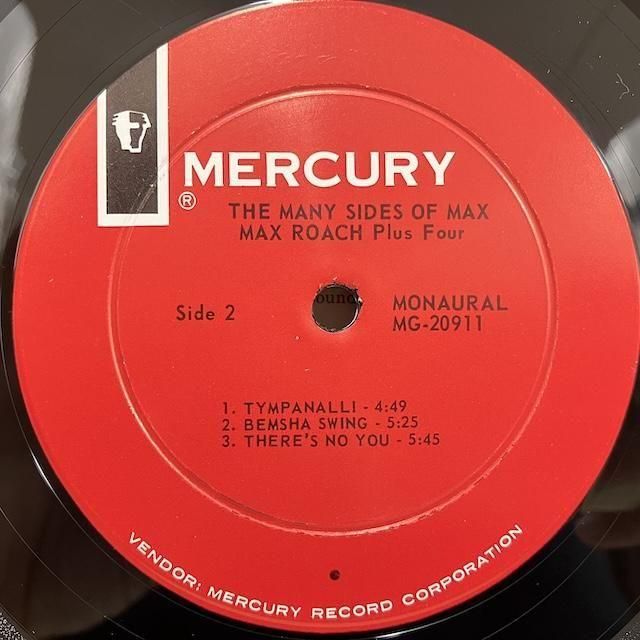 MERCURY
®
THE MANY SIDES OF MAX
MAX ROACH Plus Four
Side 2
MONAURAL
MG-20911
1. TYMPANALLI - 4:49
2. BEMSHA SWING - 5:25
3. THERE'S NO YOU - 5:45
VENDOR: MERCURY RECORD CORPORATION